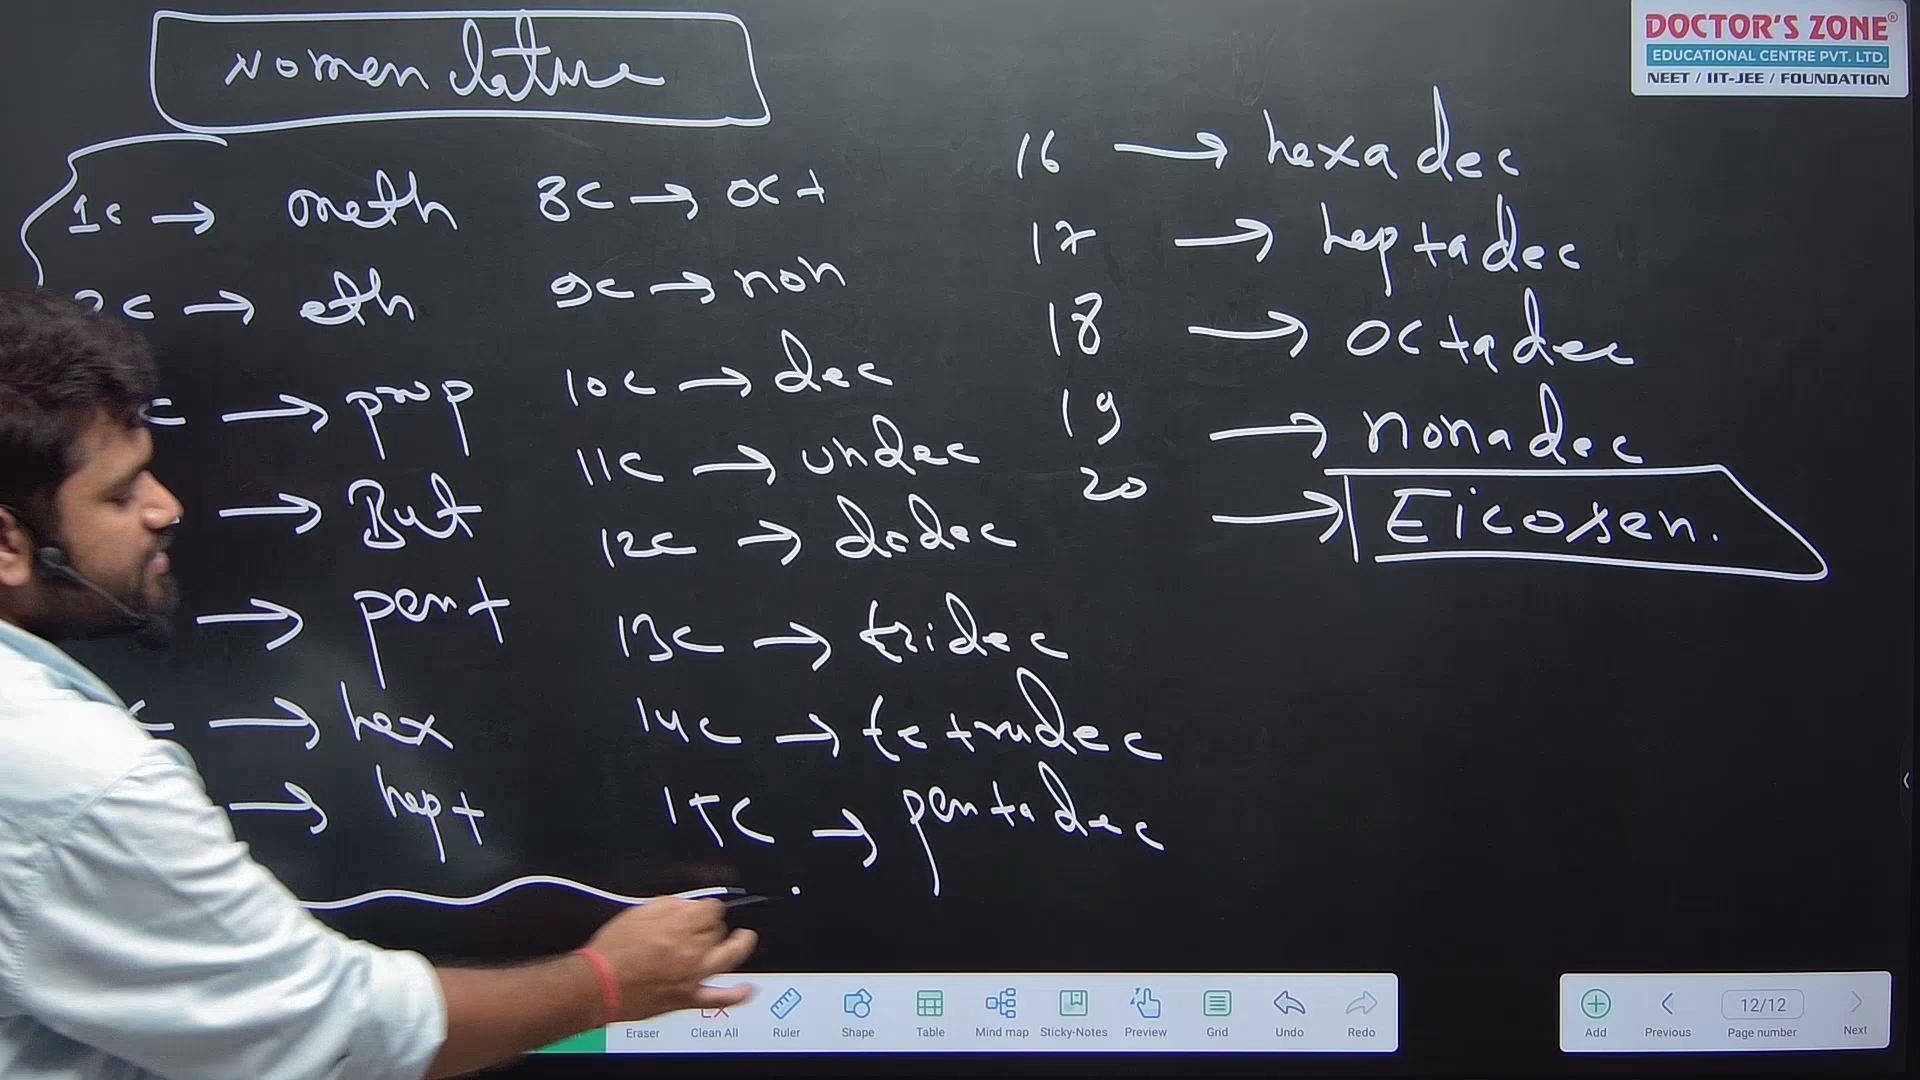 Nomenclature
1c → meth
c → eth
c → prop
→ But
→ pent
c → hex
→ hept
8c → oct
9c → non
10c → dec
11c → undec
12c → dodec
13c → tridec
14c → tetradec
15c → pentadec
16 → hexadec
17 → heptadec
18 → octadec
19 → nonadec
20 → Eicosen.
DOCTOR'S ZONE®
EDUCATIONAL CENTRE PVT. LTD.
NEET / IIT-JEE / FOUNDATION
Eraser Clean All Ruler Shape Table Mind map Sticky-Notes Preview Grid Undo Redo
Add Previous 12/12 Page number Next